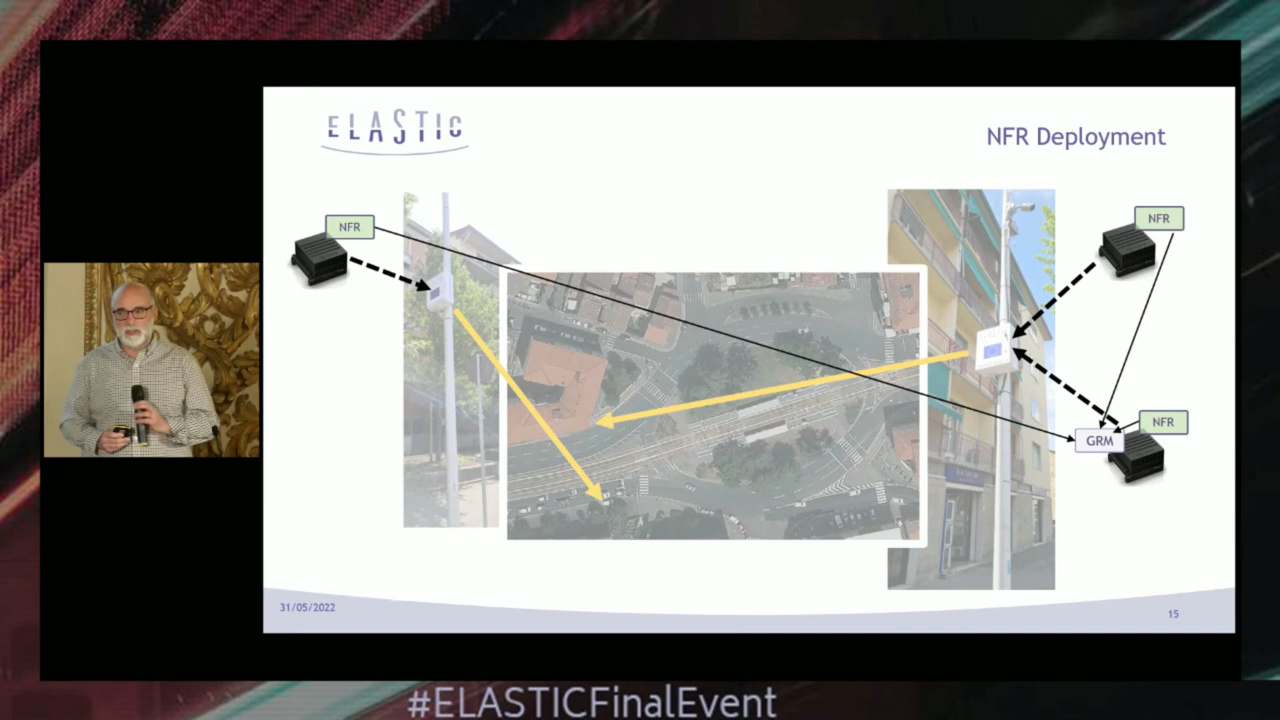 ELASTIC
NFR Deployment
NFR
NFR
NFR
GRM
31/05/2022
15
#ELASTICFinalEvent